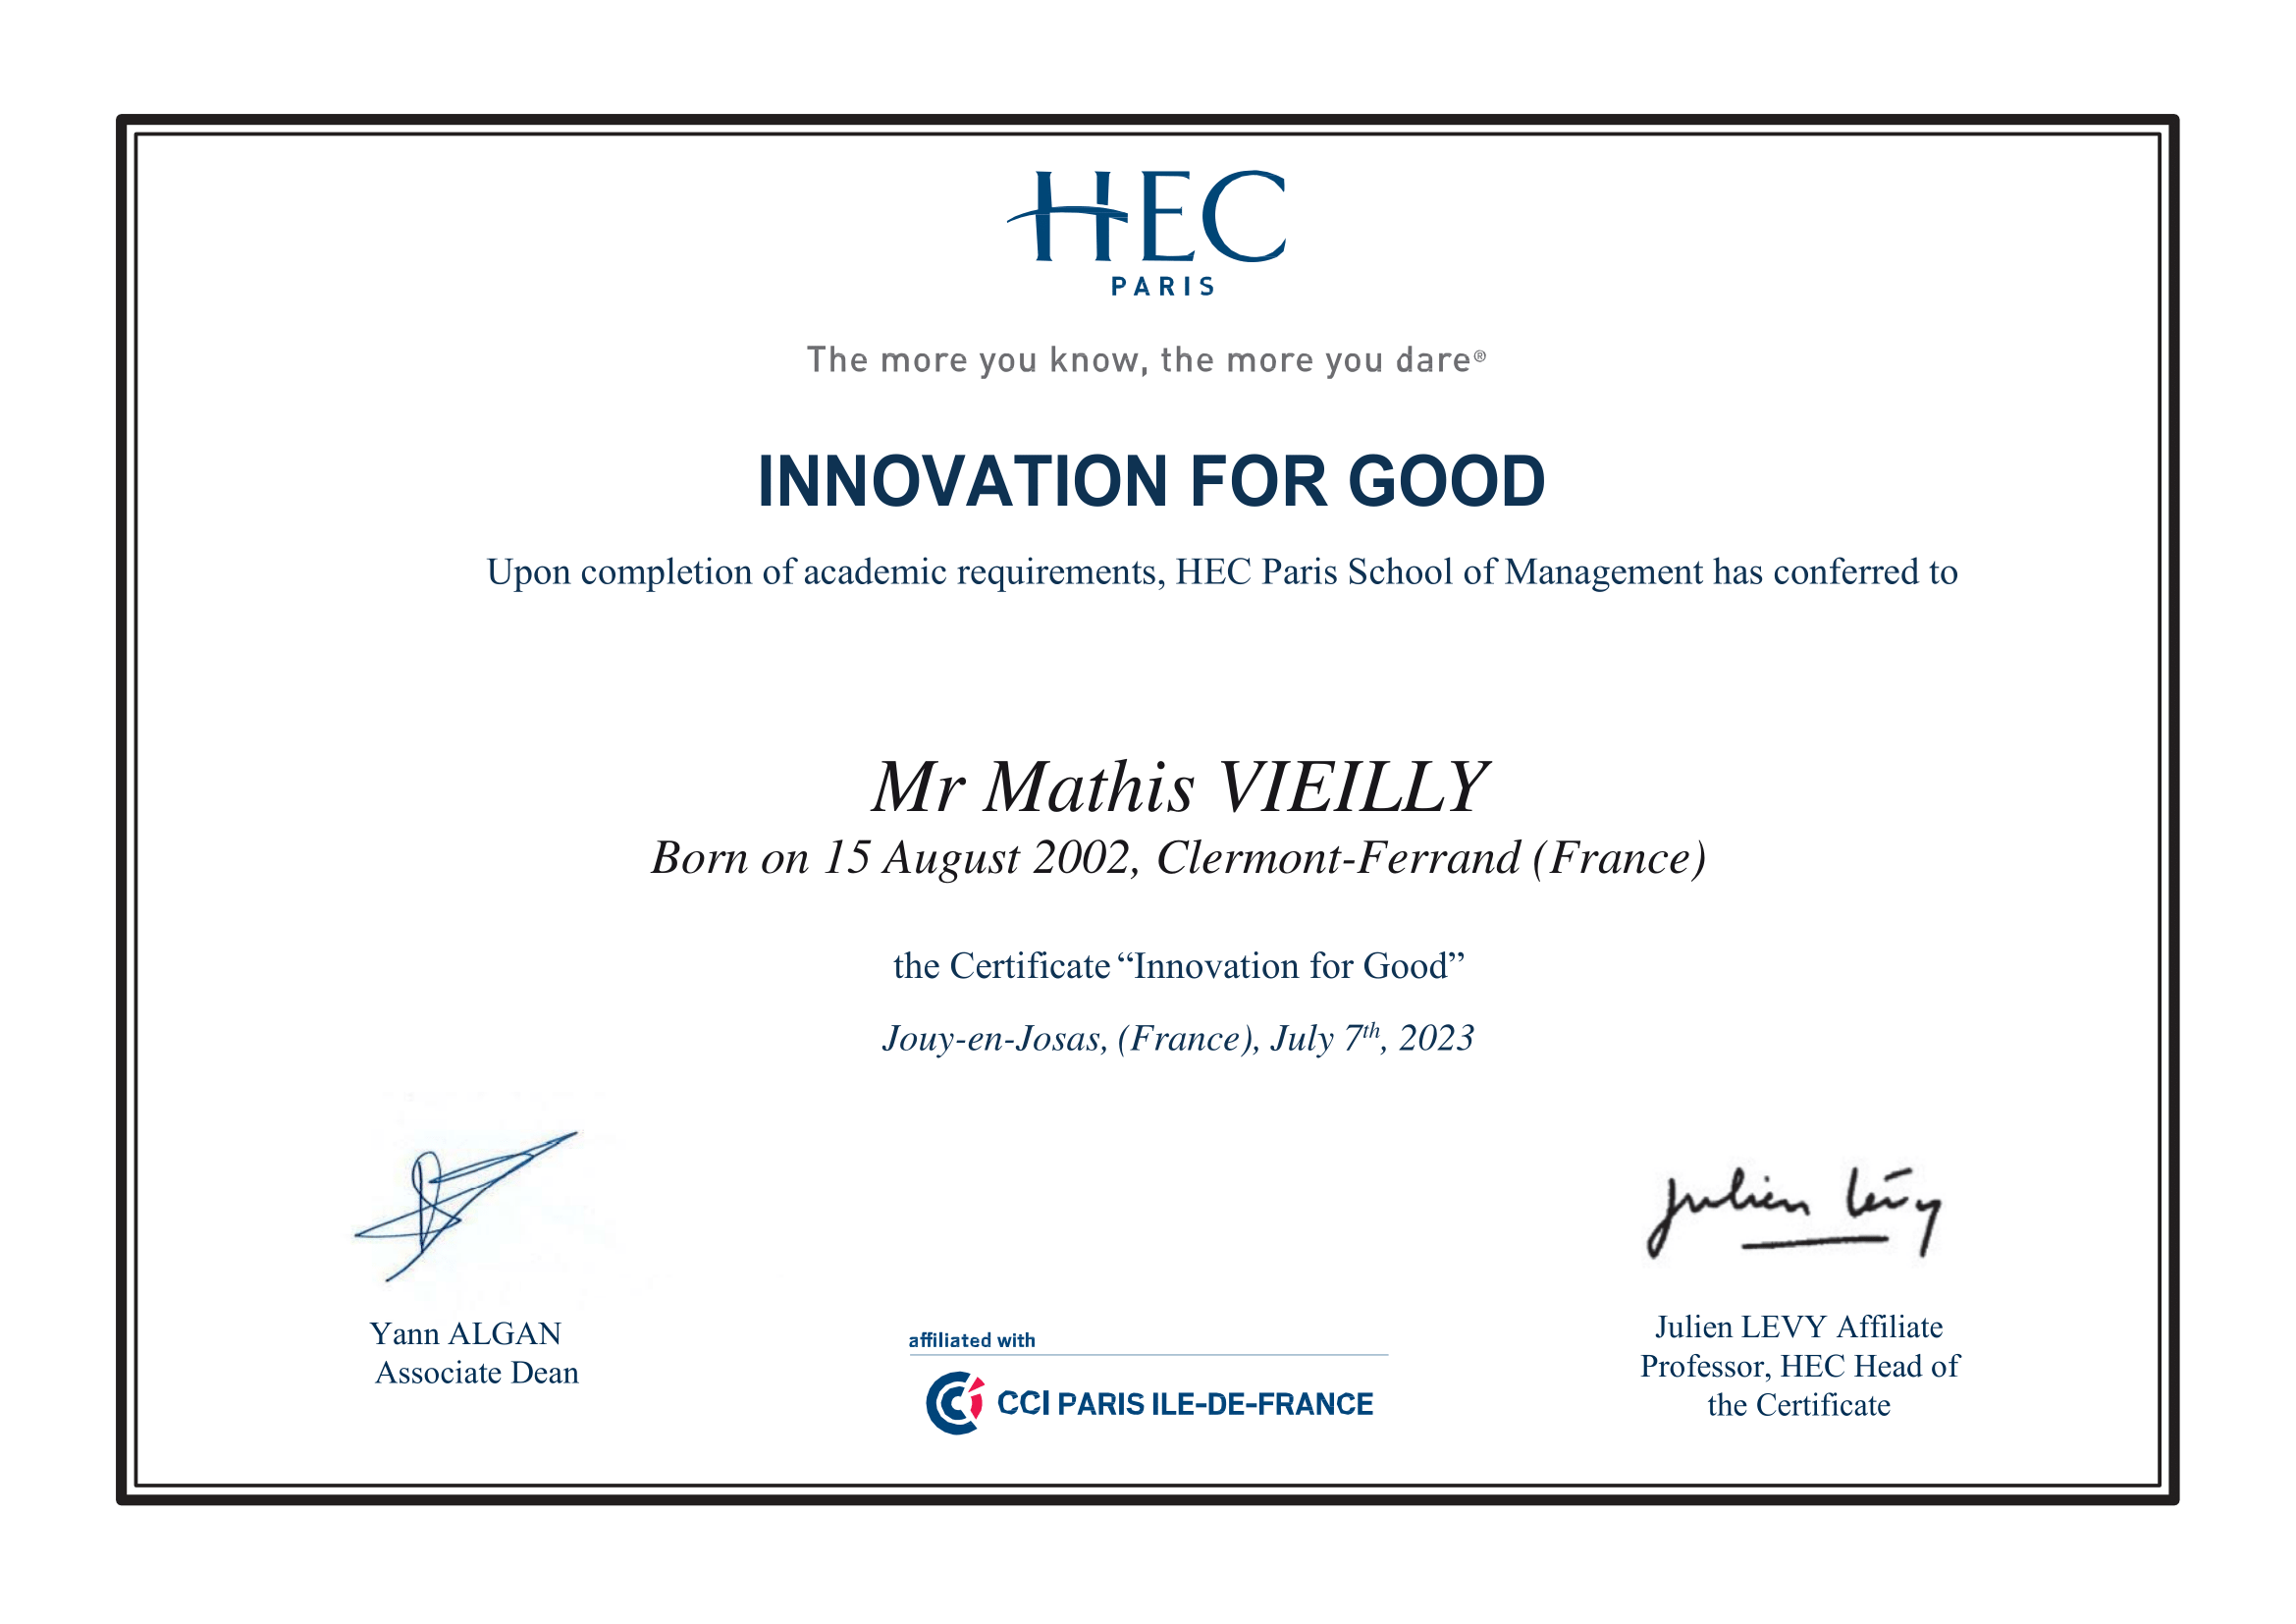 HEC
PARIS
The more you know, the more you dare®
INNOVATION FOR GOOD
Upon completion of academic requirements, HEC Paris School of Management has conferred to
Mr Mathis VIEILLY
Born on 15 August 2002, Clermont-Ferrand (France)
the Certificate “Innovation for Good”
Jouy-en-Josas, (France), July 7th, 2023
Julien Lévy
Yann ALGAN
Associate Dean
affiliated with
CCI PARIS ILE-DE-FRANCE
Julien LEVY Affiliate
Professor, HEC Head of
the Certificate